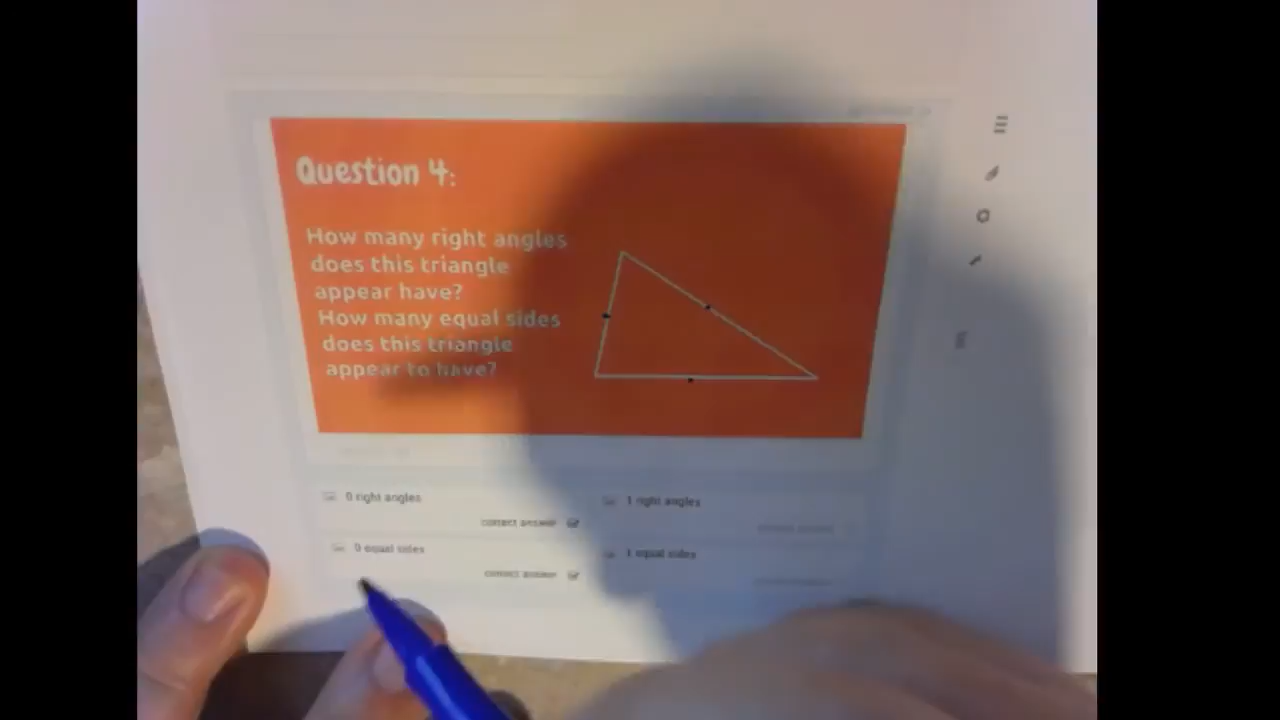 Question 4:
How many right angles
does this triangle
appear have?
How many equal sides
does this triangle
appear to have?
0 right angles
1 right angles
correct answer
0 equal sides
1 equal sides
correct answer